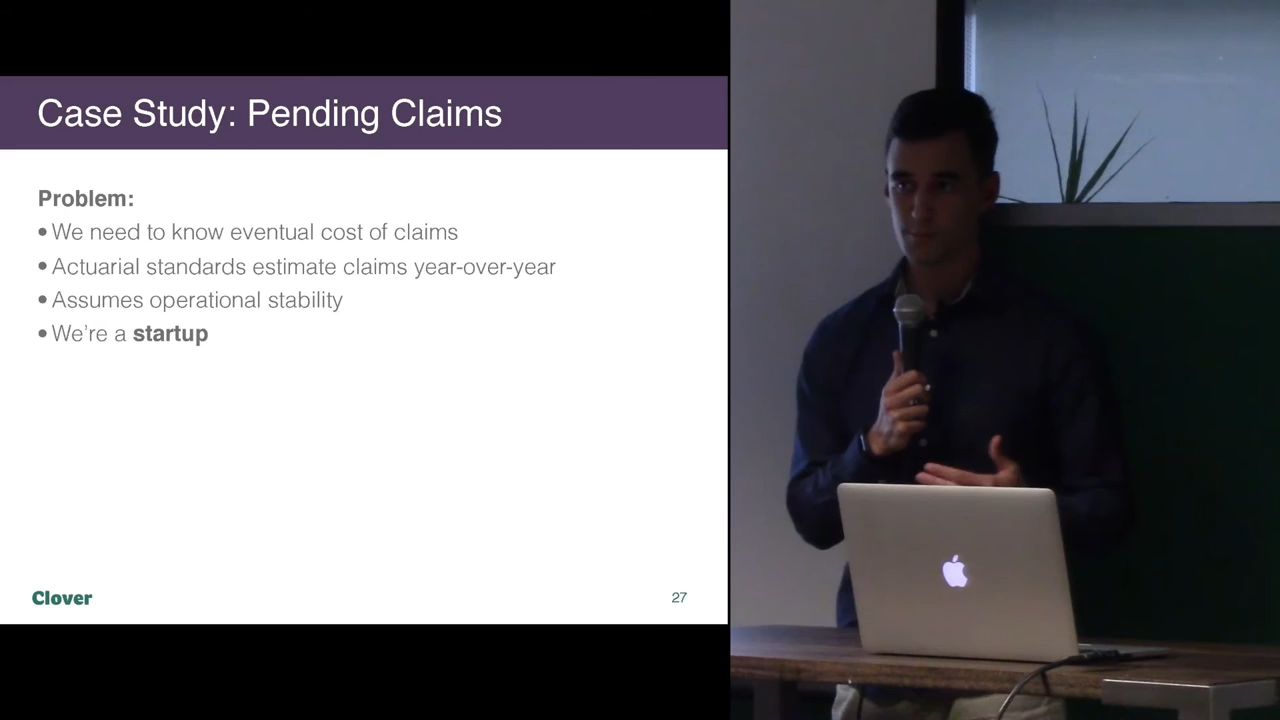 Case Study: Pending Claims
Problem:
• We need to know eventual cost of claims
• Actuarial standards estimate claims year-over-year
• Assumes operational stability
• We're a startup
Clover
27